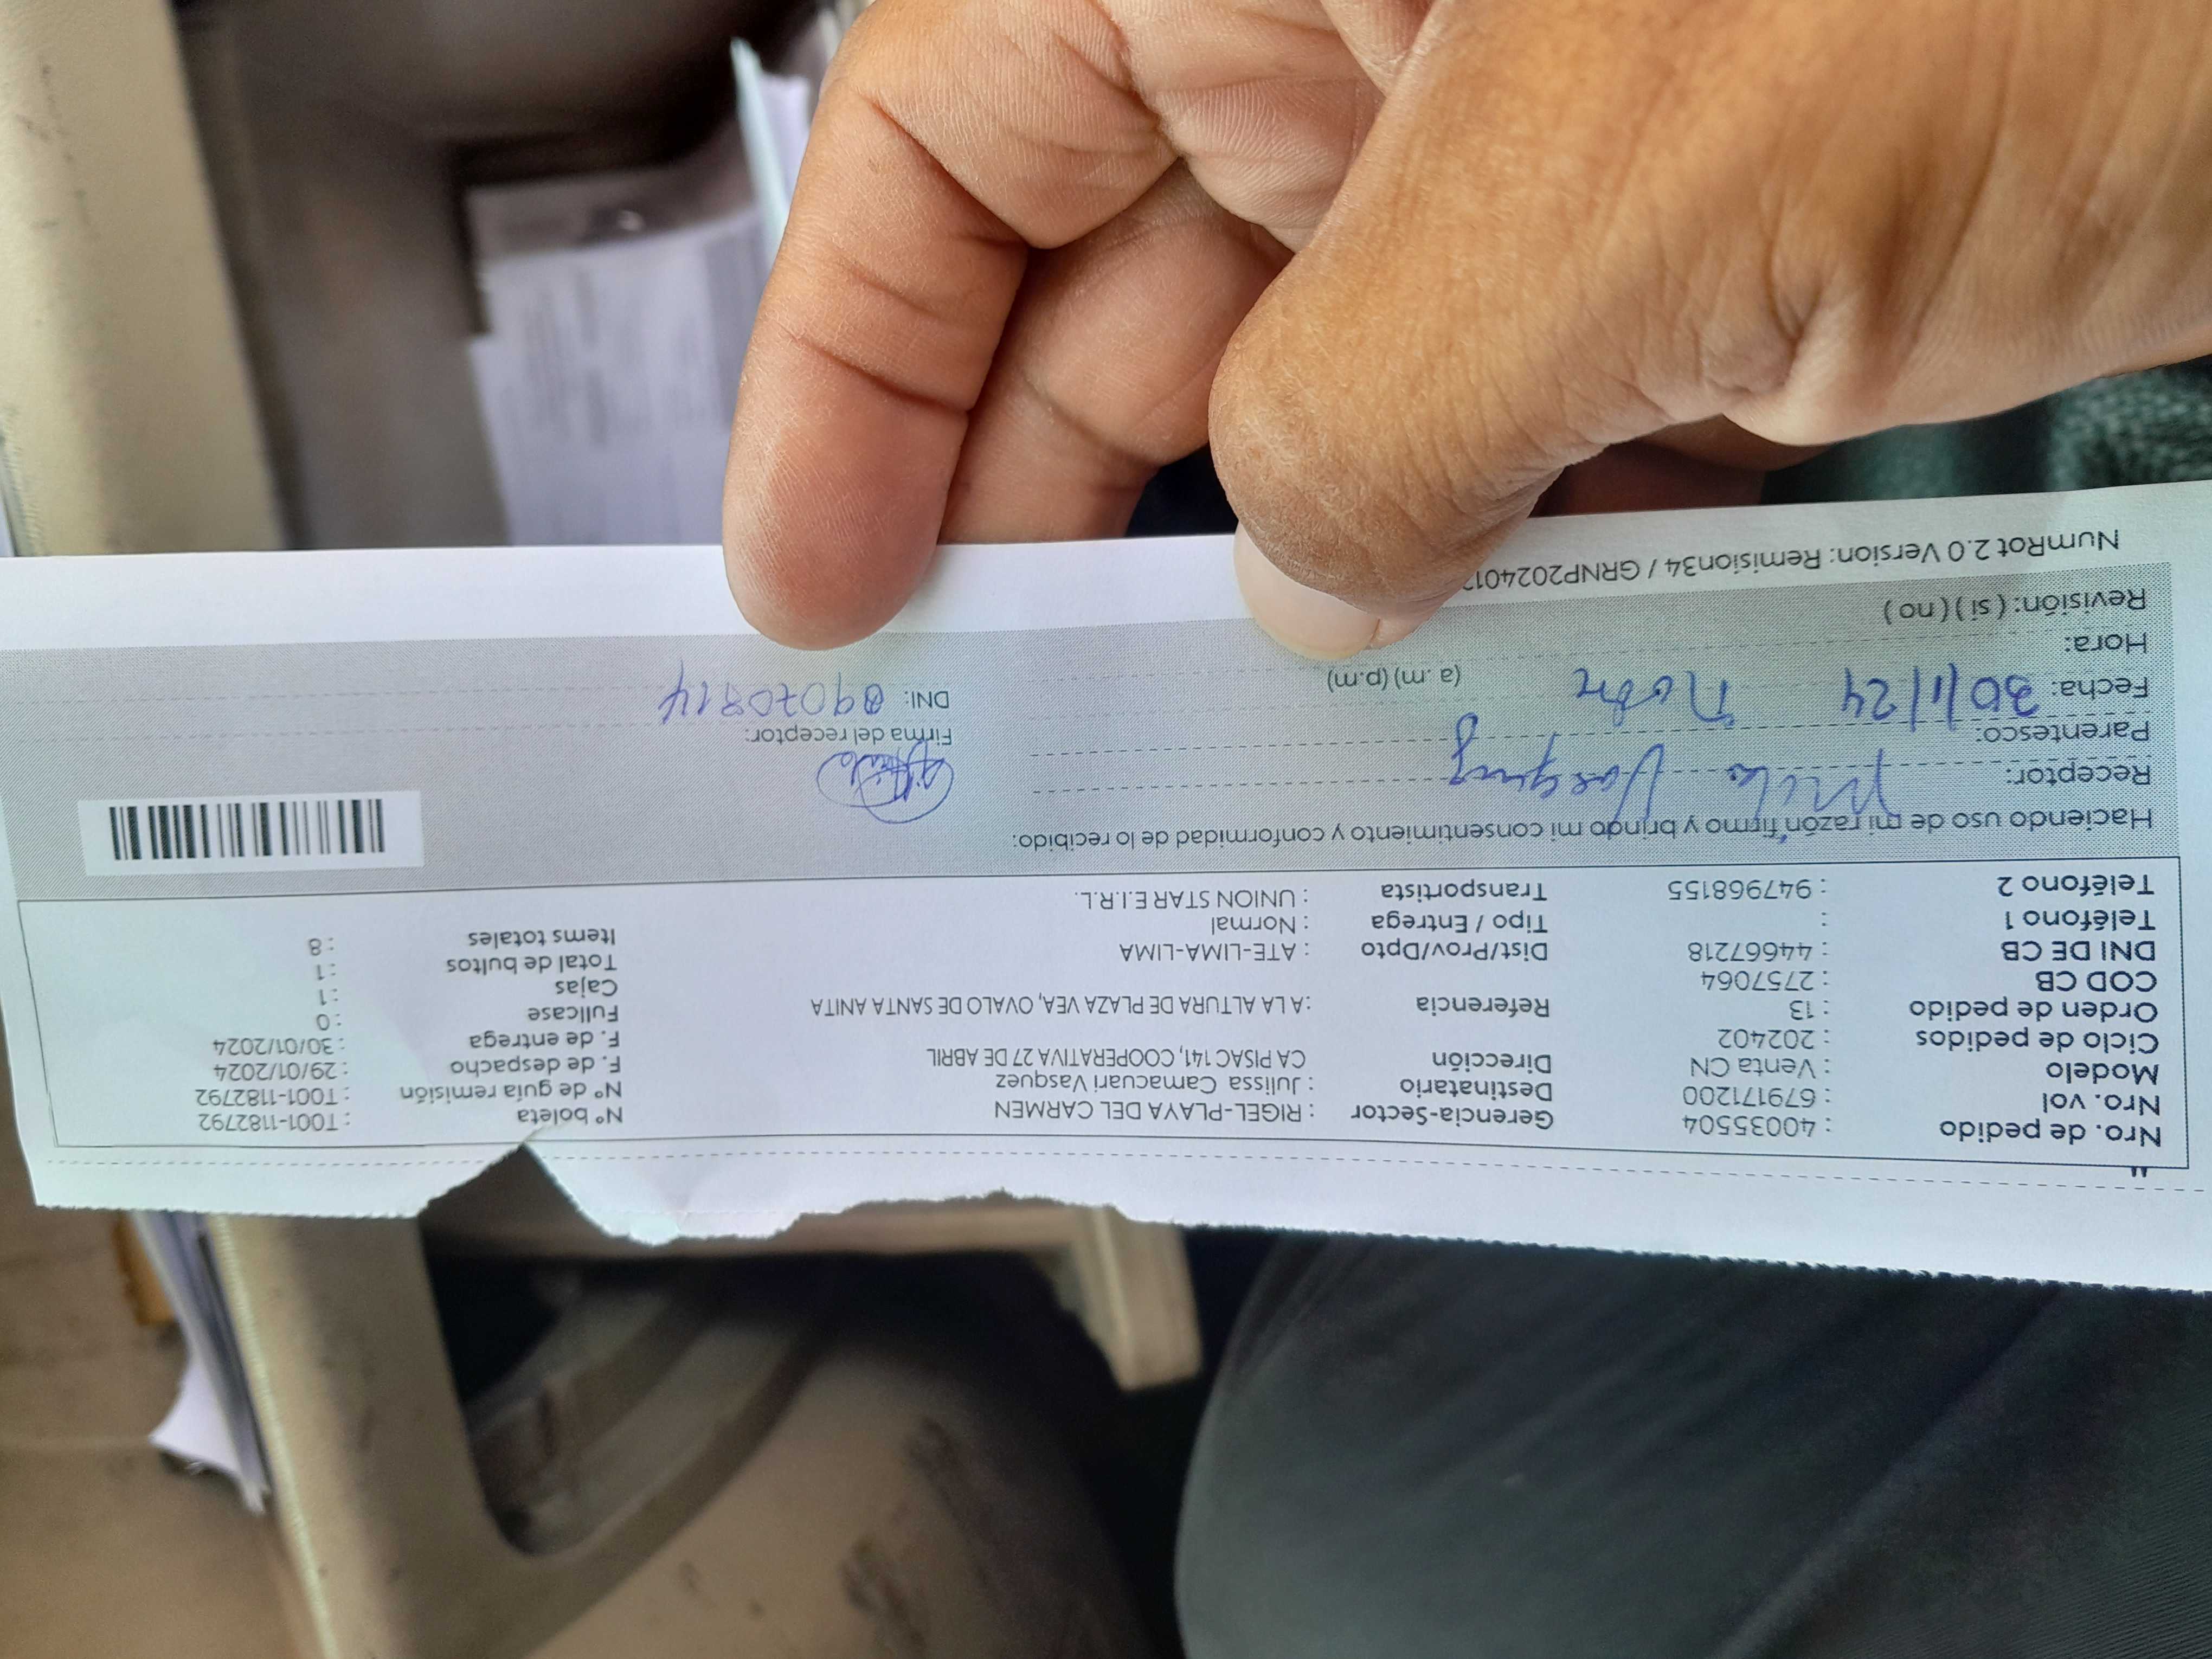 Nro. de pedido : 40035504 Gerencia-Sector : RIGEL-PLAYA DEL CARMEN N° boleta : T001-1182792
Nro. vol : 679171200 Destinatario : Julissa Camacuari Vasquez N° de guía remisión : T001-1182792
Modelo : Venta CN Dirección CA PISAC 141, COOPERATIVA 27 DE ABRIL F. de despacho : 29/01/2024
Ciclo de pedidos : 202402 F. de entrega : 30/01/2024
Orden de pedido : 13 Referencia : A LA ALTURA DE PLAZA VEA, OVALO DE SANTA ANITA Fullcase : 0
COD CB : 2757064 Cajas : 1
DNI DE CB : 44667218 Dist/Prov/Dpto : ATE-LIMA-LIMA Total de bultos : 1
Teléfono 1 : Tipo / Entrega : Normal Items totales : 8
Teléfono 2 : 947968155 Transportista : UNION STAR E.I.R.L.
Haciendo uso de mi razón firmo y brindo mi consentimiento y conformidad de lo recibido:
Receptor:
Parentesco: Firma del receptor:
Fecha: 30/1/24 DNI: 09070814
Hora: (a.m) (p.m)
Revisión: ( si ) ( no )
NumRot 2.0 Version: Remision34 / GRNP202401